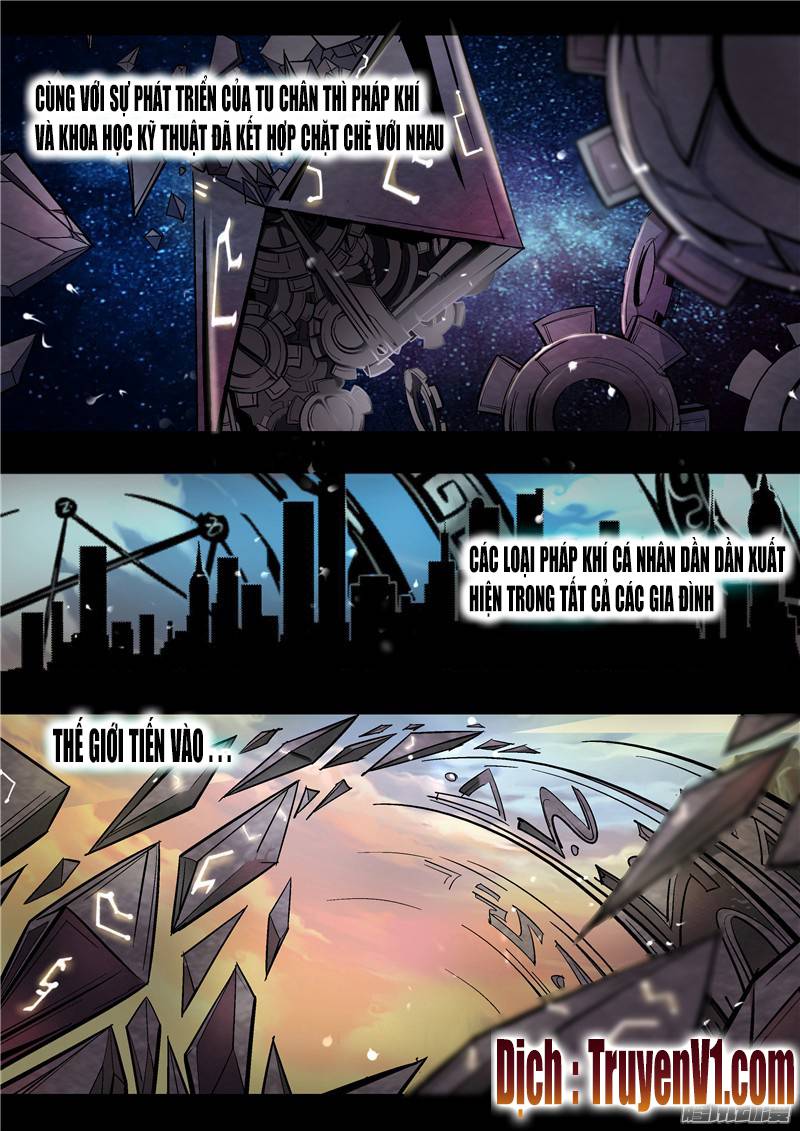 CÙNG VỚI SỰ PHÁT TRIỂN CỦA TU CHÂN THÌ PHÁP KHÍ
VÀ KHOA HỌC KỸ THUẬT ĐÃ KẾT HỢP CHẶT CHẼ VỚI NHAU
CÁC LOẠI PHÁP KHÍ CÁ NHÂN DẦN DẦN XUẤT
HIỆN TRONG TẤT CẢ CÁC GIA ĐÌNH
THẾ GIỚI TIẾN VÀO . . .
Dịch : TruyenV1.com